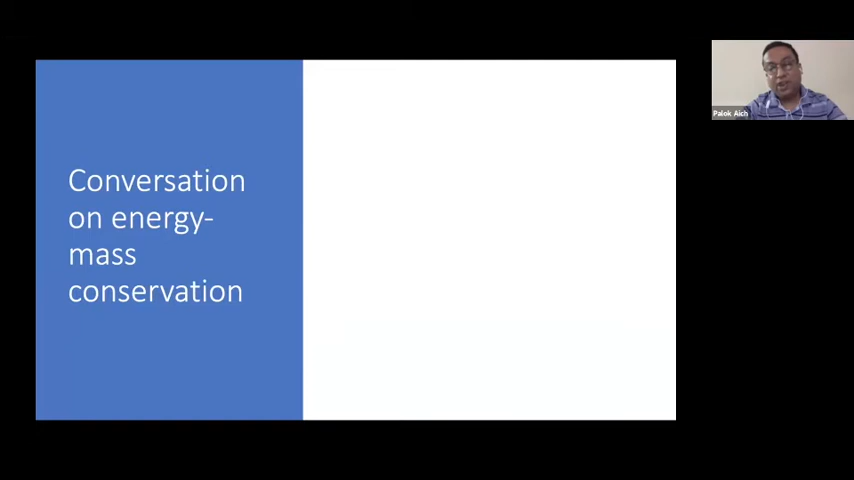 Conversation
on energy-
mass
conservation
Palok Aich